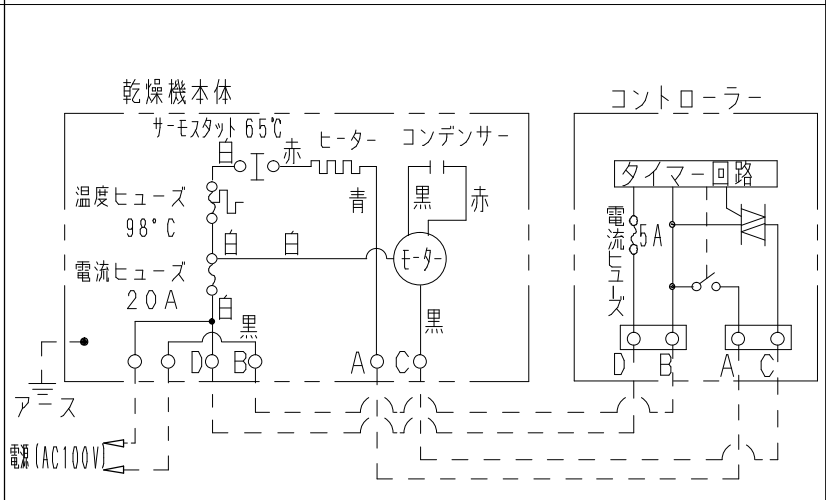 乾燥機本体
コントローラー
サーモスタット 65℃
ヒーター
コンデンサー
白
赤
タイマー回路
温度ヒューズ
98°C
青
黒
赤
電流ヒューズ
5A
白
白
モーター
電流ヒューズ
20A
白
黒
黒
D
B
A
C
D
B
A
C
アース
電源(AC100V)